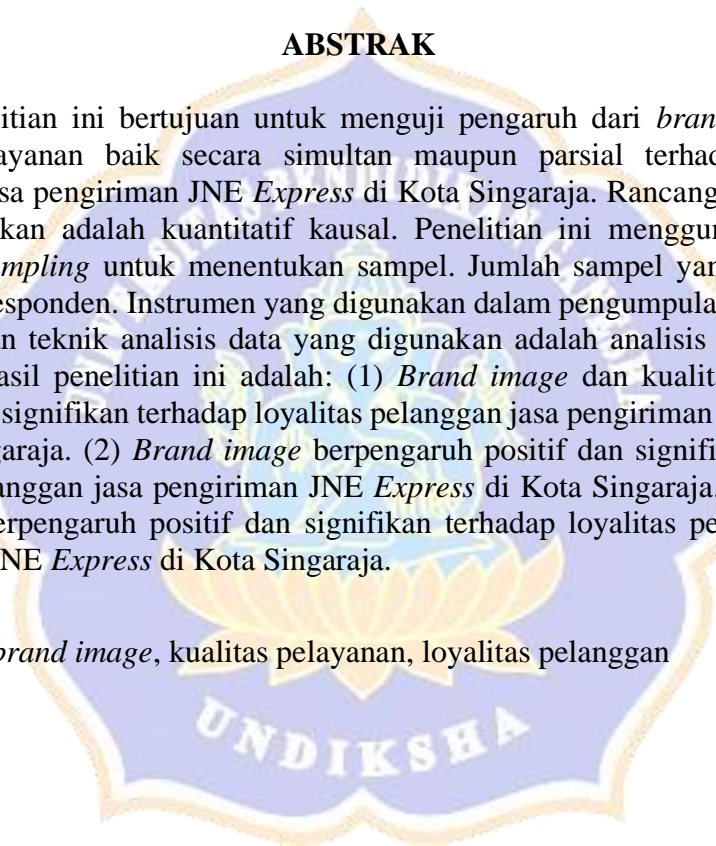 ABSTRAK
litian ini bertujuan untuk menguji pengaruh dari bran
ayanan baik secara simultan maupun parsial terhad
sa pengiriman JNE Express di Kota Singaraja. Rancang
kan adalah kuantitatif kausal. Penelitian ini menggun
mpling untuk menentukan sampel. Jumlah sampel yan
esponden. Instrumen yang digunakan dalam pengumpula
n teknik analisis data yang digunakan adalah analisis
asil penelitian ini adalah: (1) Brand image dan kualita
signifikan terhadap loyalitas pelanggan jasa pengiriman
garaja. (2) Brand image berpengaruh positif dan signifi
anggan jasa pengiriman JNE Express di Kota Singaraja.
erpengaruh positif dan signifikan terhadap loyalitas pe
NE Express di Kota Singaraja.
brand image, kualitas pelayanan, loyalitas pelanggan
UNDIKSHA